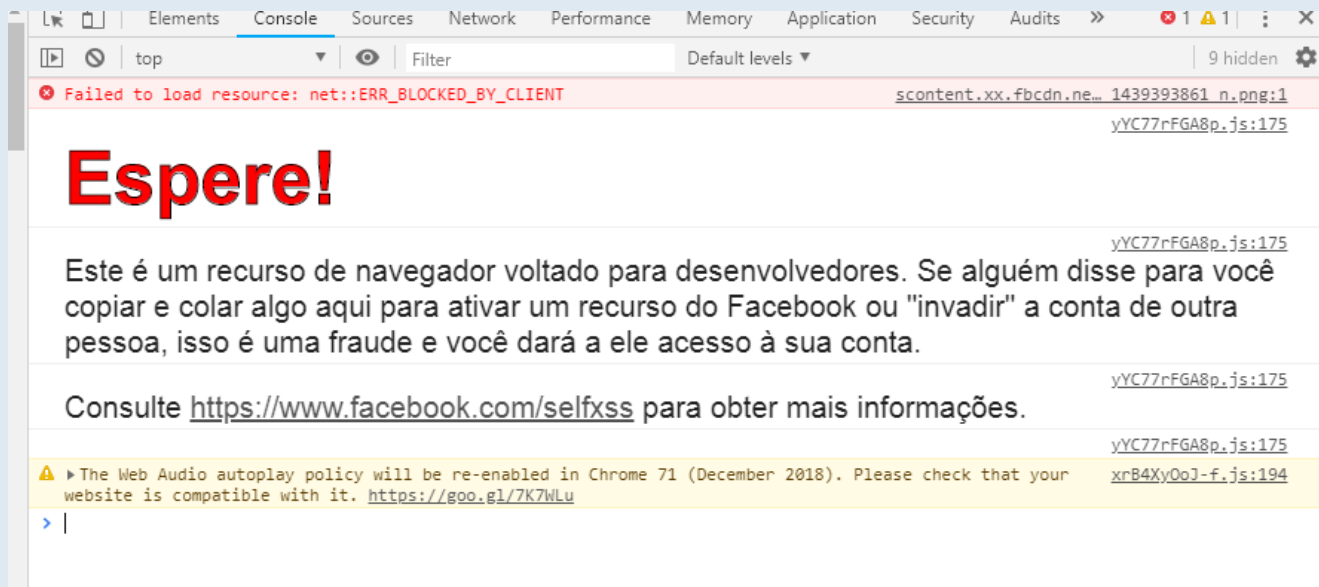 Elements Console Sources Network Performance Memory Application Security Audits » 1 1
top Filter Default levels ▼ 9 hidden
Failed to load resource: net::ERR_BLOCKED_BY_CLIENT scontent.xx.fbcdn.ne… 1439393861 n.png:1
yYC77rFGA8p.js:175
Espere!
yYC77rFGA8p.js:175
Este é um recurso de navegador voltado para desenvolvedores. Se alguém disse para você
copiar e colar algo aqui para ativar um recurso do Facebook ou "invadir" a conta de outra
pessoa, isso é uma fraude e você dará a ele acesso à sua conta.
yYC77rFGA8p.js:175
Consulte https://www.facebook.com/selfxss para obter mais informações.
yYC77rFGA8p.js:175
The Web Audio autoplay policy will be re-enabled in Chrome 71 (December 2018). Please check that your xrB4XyOoJ-f.js:194
website is compatible with it. https://goo.gl/7K7WLu